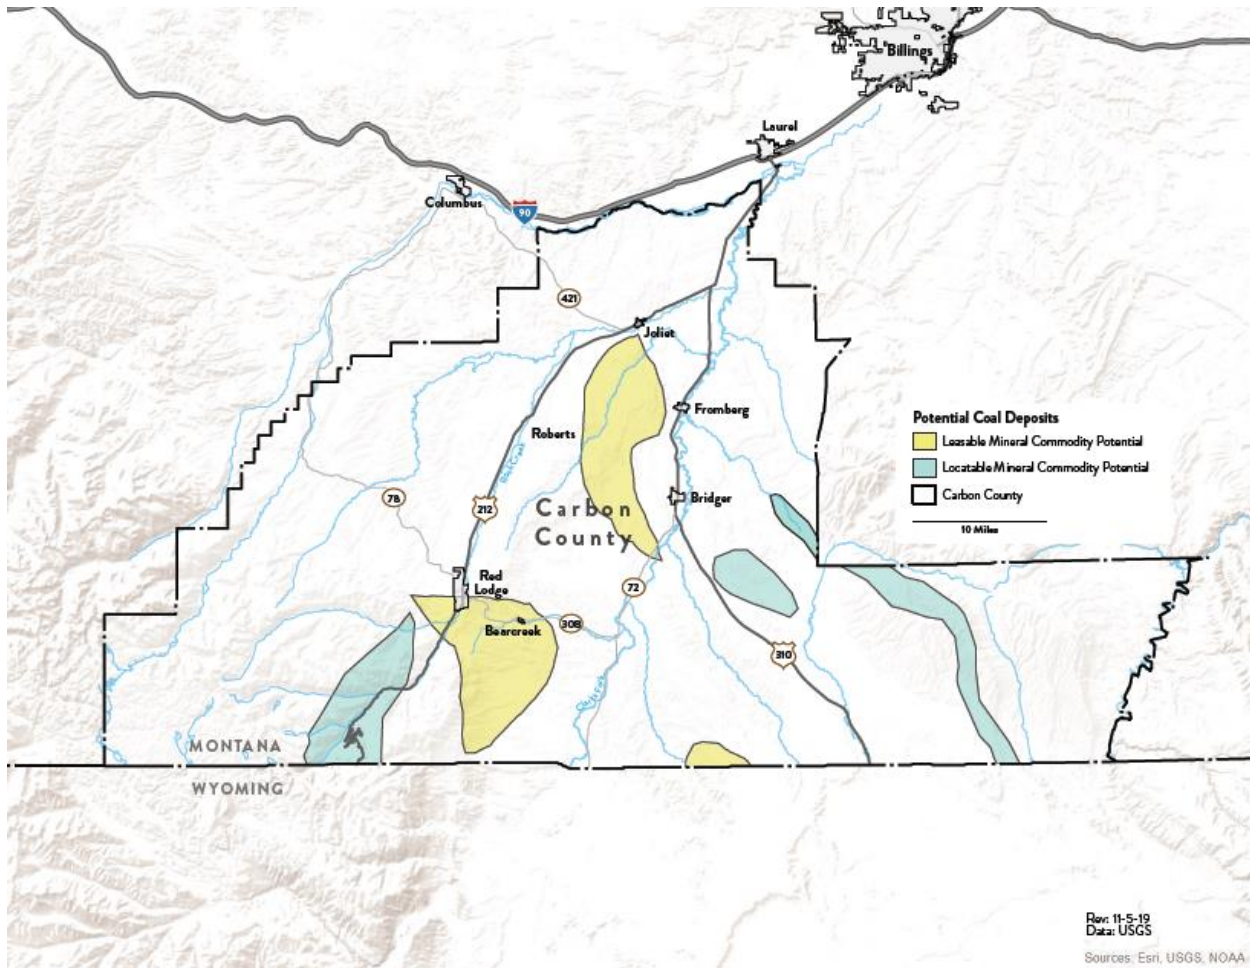 Billings
Laurel
Columbus
90
421
Joliet
Fromberg
Roberts
Rock Creek
78
212
Bridger
Carbon
County
Red
Lodge
72
Bearcreek
308
310
MONTANA
WYOMING
Potential Coal Deposits
Leasable Mineral Commodity Potential
Locatable Mineral Commodity Potential
Carbon County
10 Miles
Rev: 11-5-19
Data: USGS
Sources: Esri, USGS, NOAA